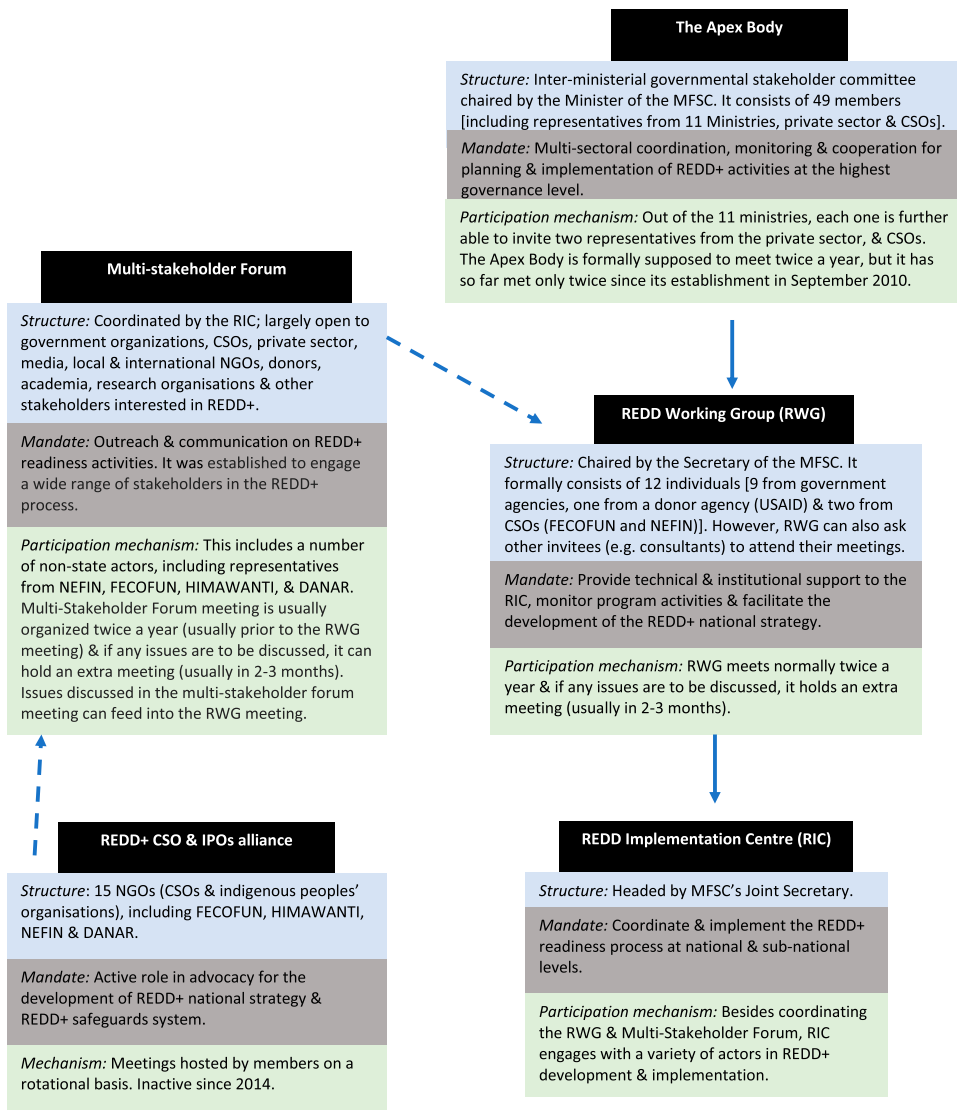 The Apex Body
Structure: Inter-ministerial governmental stakeholder committee
chaired by the Minister of the MFSC. It consists of 49 members
[including representatives from 11 Ministries, private sector & CSOs].
Mandate: Multi-sectoral coordination, monitoring & cooperation for
planning & implementation of REDD+ activities at the highest
governance level.
Participation mechanism: Out of the 11 ministries, each one is further
able to invite two representatives from the private sector, & CSOs.
The Apex Body is formally supposed to meet twice a year, but it has
so far met only twice since its establishment in September 2010.
Multi-stakeholder Forum
Structure: Coordinated by the RIC; largely open to
government organizations, CSOs, private sector,
media, local & international NGOs, donors,
academia, research organisations & other
stakeholders interested in REDD+.
Mandate: Outreach & communication on REDD+
readiness activities. It was established to engage
a wide range of stakeholders in the REDD+
process.
Participation mechanism: This includes a number
of non-state actors, including representatives
from NEFIN, FECOFUN, HIMAWANTI, & DANAR.
Multi-Stakeholder Forum meeting is usually
organized twice a year (usually prior to the RWG
meeting) & if any issues are to be discussed, it can
hold an extra meeting (usually in 2-3 months).
Issues discussed in the multi-stakeholder forum
meeting can feed into the RWG meeting.
REDD Working Group (RWG)
Structure: Chaired by the Secretary of the MFSC. It
formally consists of 12 individuals [9 from government
agencies, one from a donor agency (USAID) & two from
CSOs (FECOFUN and NEFIN)]. However, RWG can also ask
other invitees (e.g. consultants) to attend their meetings.
Mandate: Provide technical & institutional support to the
RIC, monitor program activities & facilitate the
development of the REDD+ national strategy.
Participation mechanism: RWG meets normally twice a
year & if any issues are to be discussed, it holds an extra
meeting (usually in 2-3 months).
REDD+ CSO & IPOs alliance
Structure: 15 NGOs (CSOs & indigenous peoples’
organisations), including FECOFUN, HIMAWANTI,
NEFIN & DANAR.
Mandate: Active role in advocacy for the
development of REDD+ national strategy &
REDD+ safeguards system.
Mechanism: Meetings hosted by members on a
rotational basis. Inactive since 2014.
REDD Implementation Centre (RIC)
Structure: Headed by MFSC’s Joint Secretary.
Mandate: Coordinate & implement the REDD+
readiness process at national & sub-national
levels.
Participation mechanism: Besides coordinating
the RWG & Multi-Stakeholder Forum, RIC
engages with a variety of actors in REDD+
development & implementation.